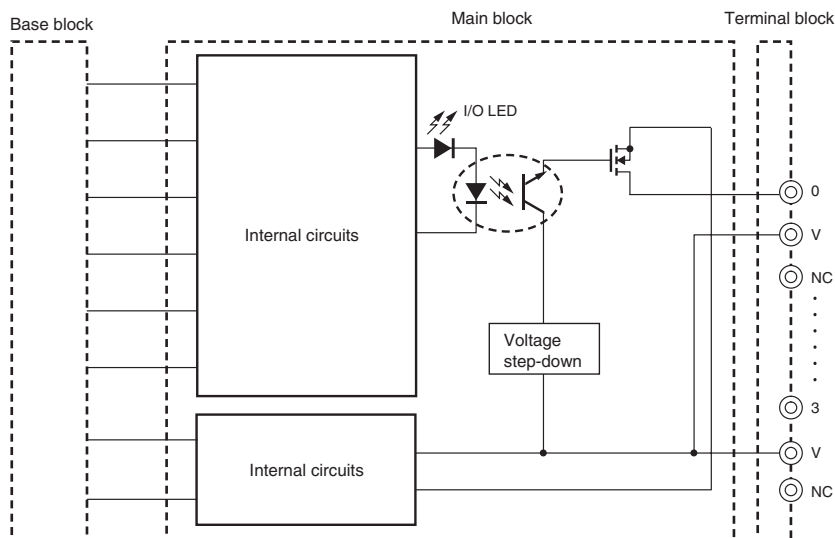 Base block
Main block
Terminal block
I/O LED
Internal circuits
0
V
NC
Voltage
step-down
3
Internal circuits
V
NC